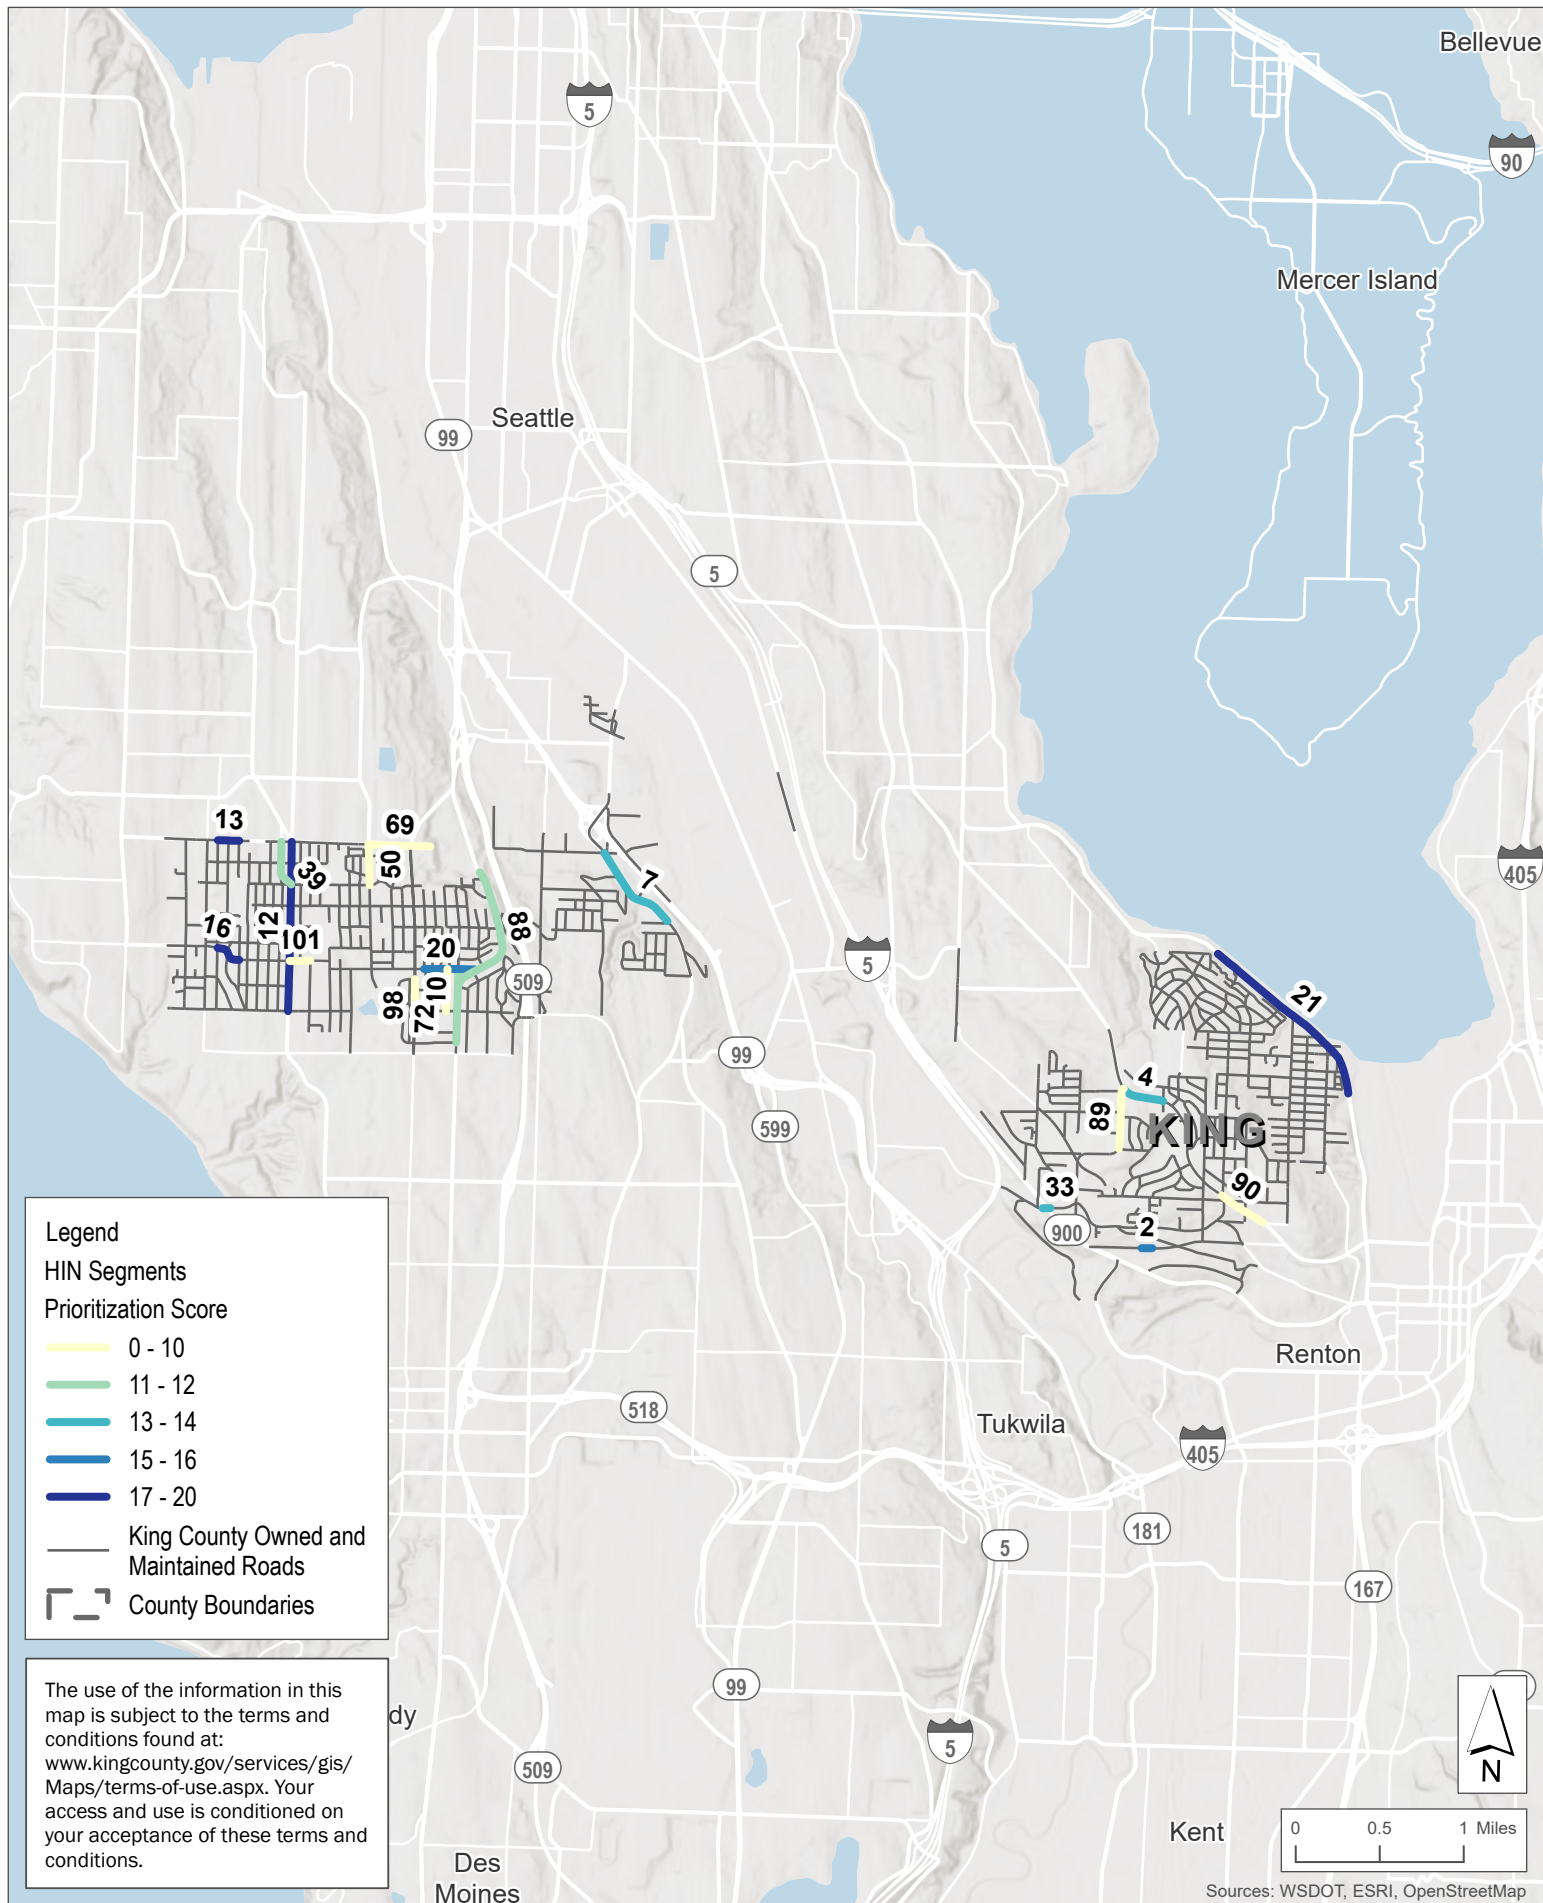 Bellevue
5
90
Mercer Island
Seattle
99
5
405
13
69
50
39
7
12
16
101
88
20
10
98
72
509
5
21
99
4
599
89
KING
33
90
900
2
Renton
518
Tukwila
405
5
181
167
99
5
509
Kent
Des
Moines
dy
Legend
HIN Segments
Prioritization Score
0 - 10
11 - 12
13 - 14
15 - 16
17 - 20
King County Owned and
Maintained Roads
County Boundaries
The use of the information in this
map is subject to the terms and
conditions found at:
www.kingcounty.gov/services/gis/
Maps/terms-of-use.aspx. Your
access and use is conditioned on
your acceptance of these terms and
conditions.
N
0 0.5 1 Miles
Sources: WSDOT, ESRI, OpenStreetMap